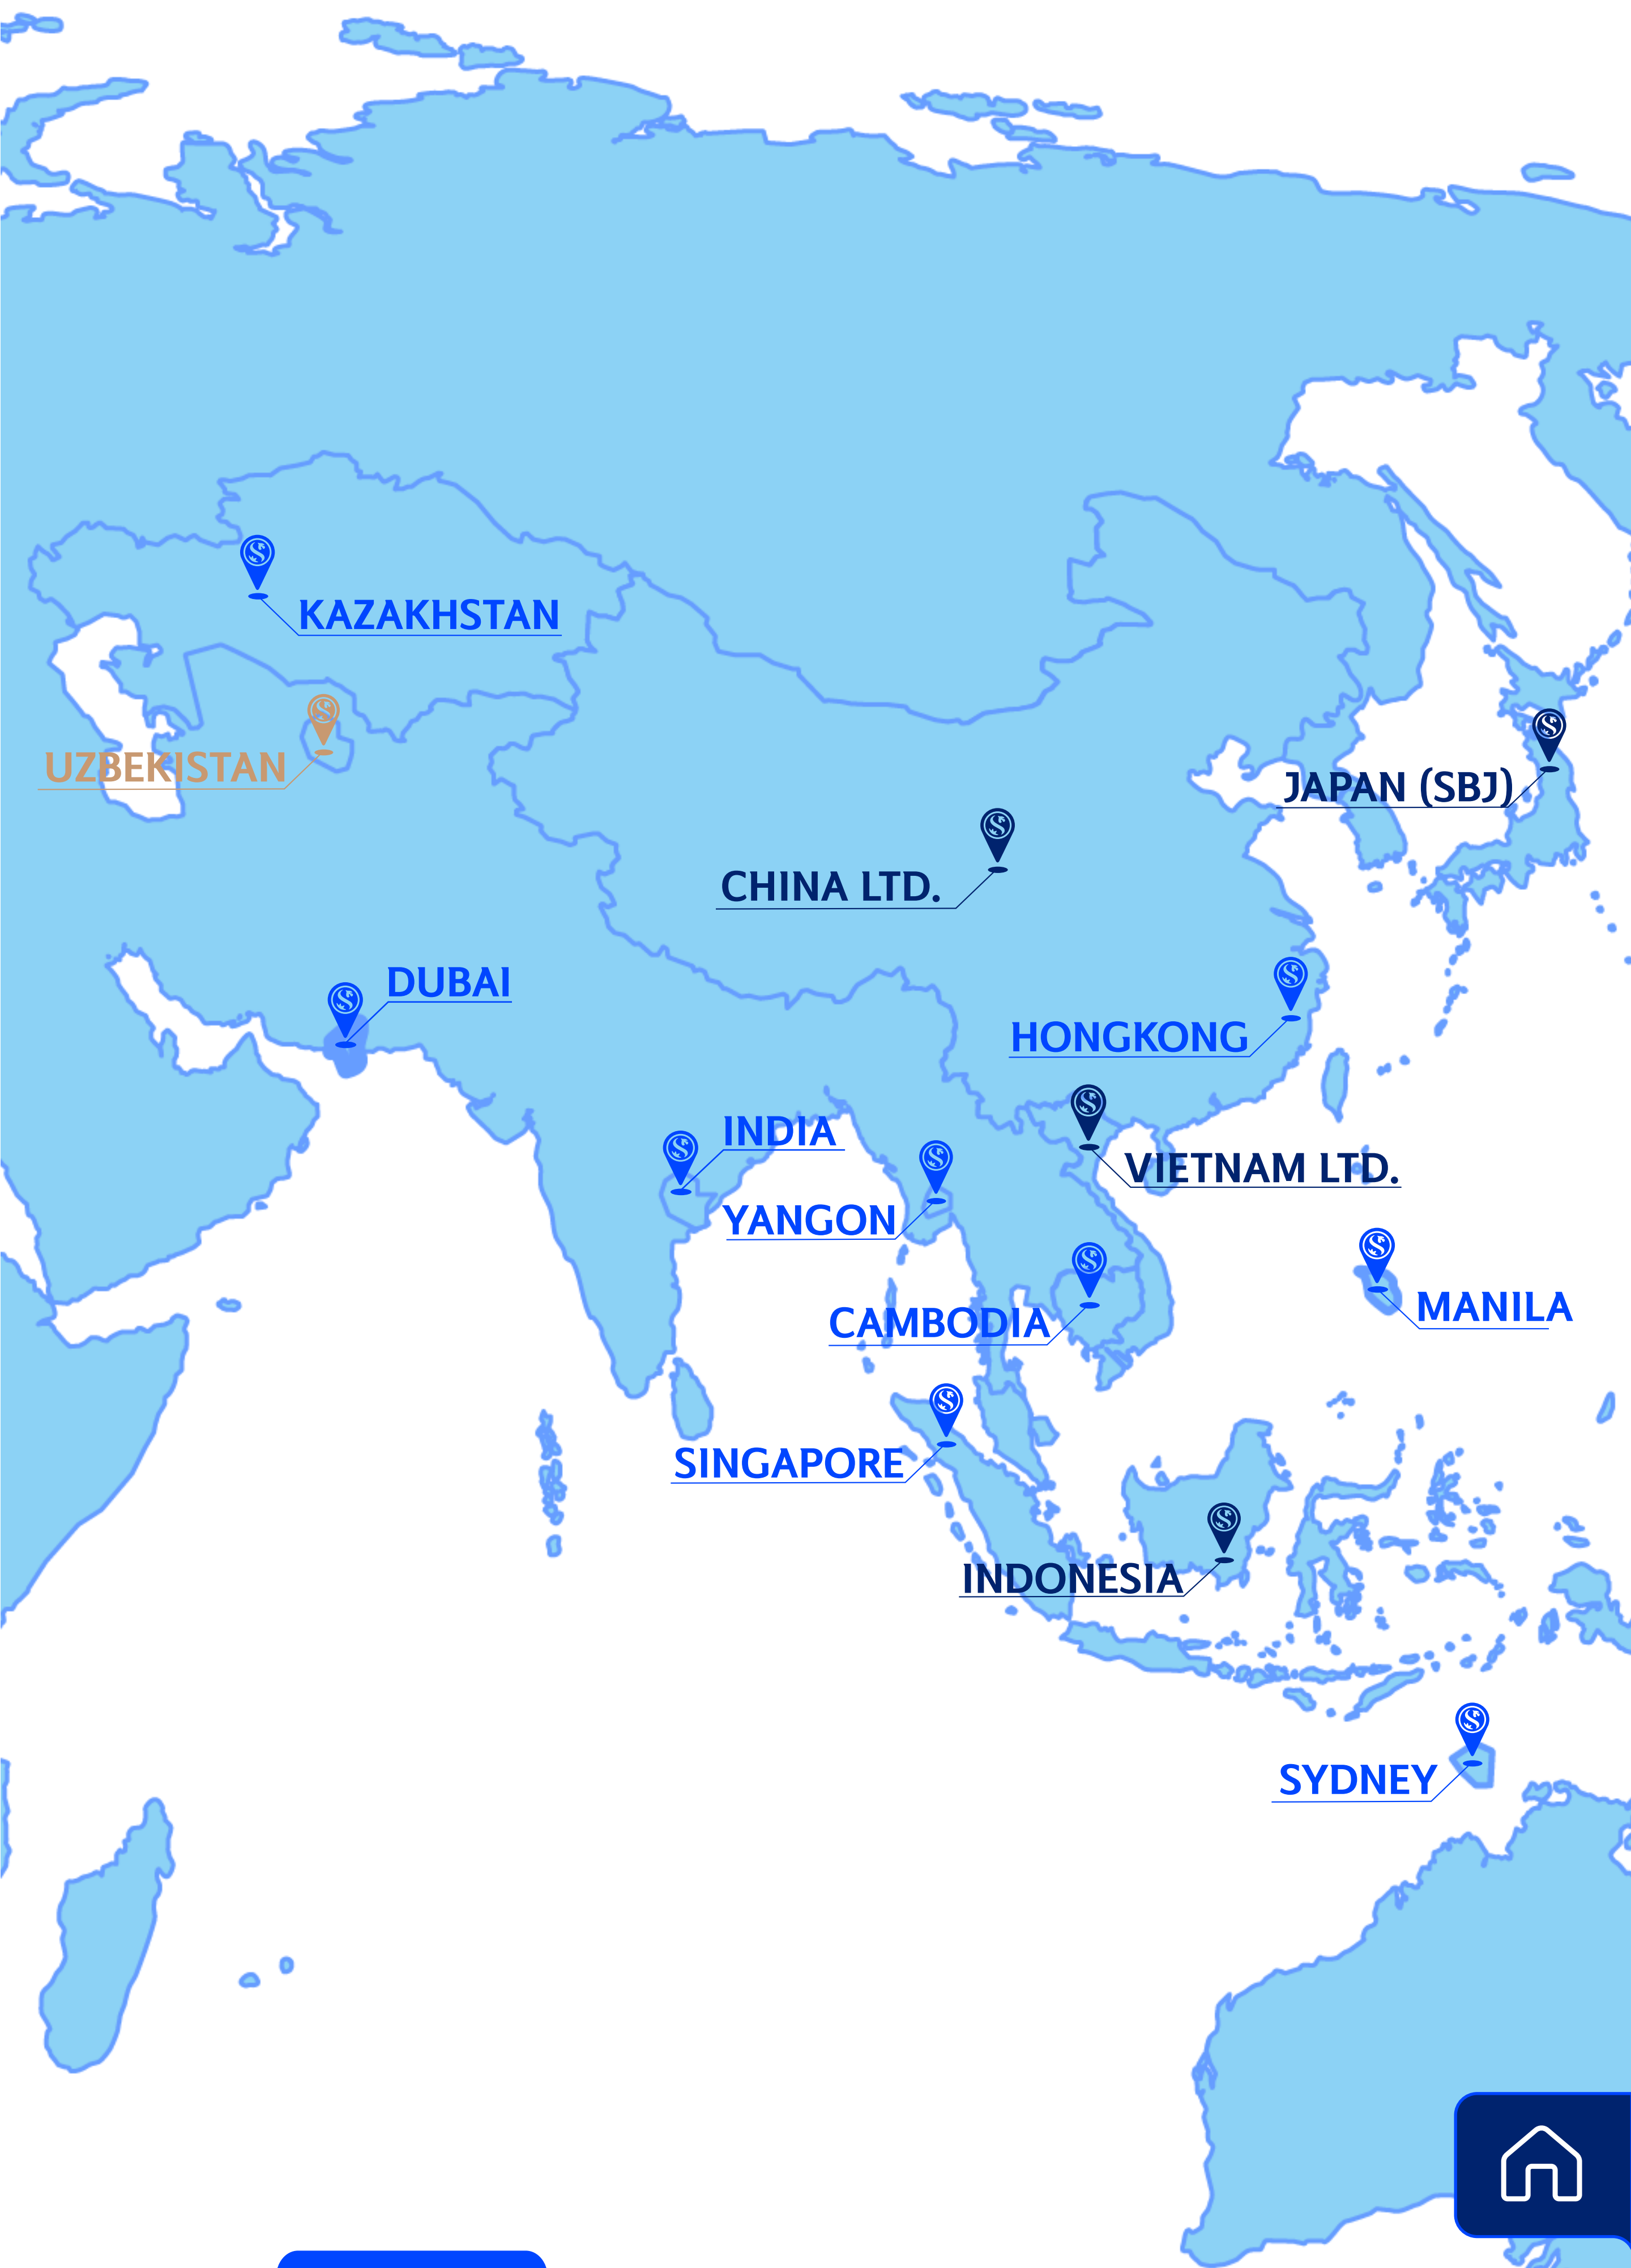 KAZAKHSTAN
UZBEKISTAN
JAPAN (SBJ)
CHINA LTD.
DUBAI
HONGKONG
INDIA
VIETNAM LTD.
YANGON
MANILA
CAMBODIA
SINGAPORE
INDONESIA
SYDNEY